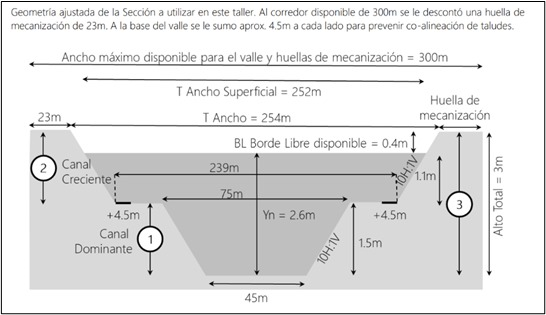 Geometría ajustada de la Sección a utilizar en este taller. Al corredor disponible de 300m se le descontó una huella de
mecanización de 23m. A la base del valle se le sumo aprox. 4.5m a cada lado para prevenir co-alineación de taludes.
Ancho máximo disponible para el valle y huellas de mecanización = 300m
T Ancho Superficial = 252m
Huella de
mecanización
23m
T Ancho = 254m
BL Borde Libre disponible = 0.4m
2
Canal
Creciente
239m
10H:1V
1.1m
Alto Total = 3m
75m
3
+4.5m
Yn = 2.6m
+4.5m
Canal
Dominante
1
10H:1V
1.5m
45m